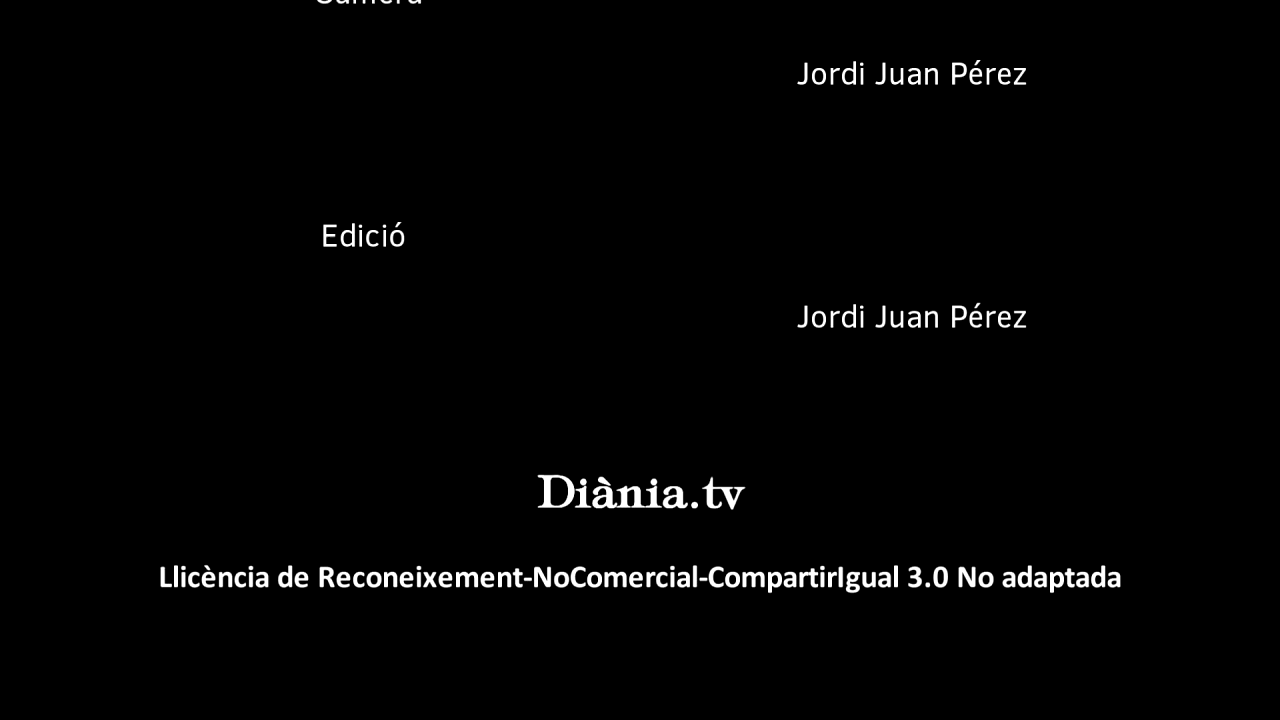 Jordi Juan Pérez
Edició
Jordi Juan Pérez
Diània.tv
Llicència de Reconeixement-NoComercial-CompartirIgual 3.0 No adaptada